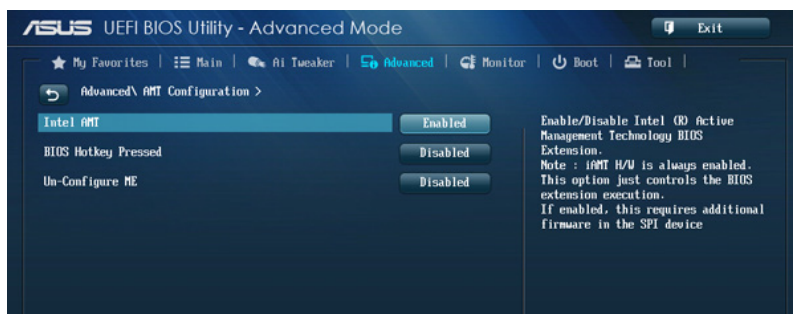 ASUS UEFI BIOS Utility - Advanced Mode
Exit
My Favorites | Main | Ai Tweaker | Advanced | Monitor | Boot | Tool |
Advanced\ AMT Configuration >
Intel AMT Enabled
BIOS Hotkey Pressed Disabled
Un-Configure ME Disabled
Enable/Disable Intel (R) Active
Management Technology BIOS
Extension.
Note : iAMT H/W is always enabled.
This option just controls the BIOS
extension execution.
If enabled, this requires additional
firmware in the SPI device